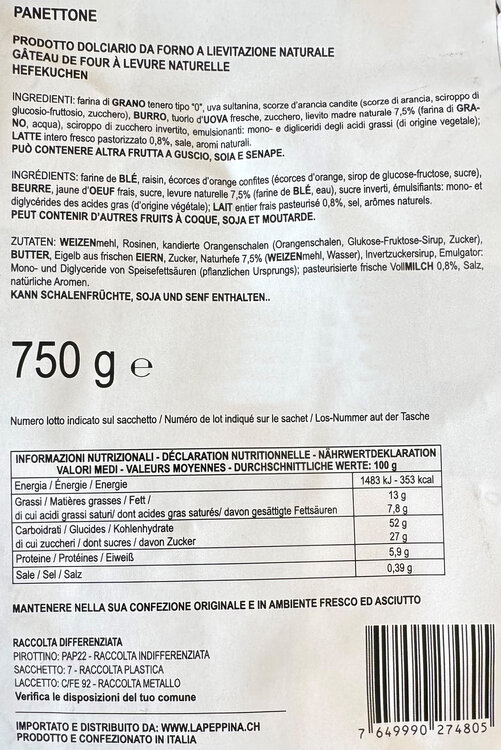 PANETTONE
PRODOTTO DOLCIARIO DA FORNO A LIEVITAZIONE NATURALE
GÂTEAU DE FOUR À LEVURE NATURELLE
HEFEKUCHEN
INGREDIENTI: farina di GRANO tenero tipo "0", uva sultanina, scorze d'arancia candite (scorze di arancia, sciroppo di
glucosio-fruttosio, zucchero), BURRO, tuorlo d'UOVA fresche, zucchero, lievito madre naturale 7,5% (farina di GRA-
NO, acqua), sciroppo di zucchero invertito, emulsionanti: mono- e digliceridi degli acidi grassi (di origine vegetale);
LATTE intero fresco pastorizzato 0,8%, sale, aromi naturali.
PUÒ CONTENERE ALTRA FRUTTA A GUSCIO, SOIA E SENAPE.
INGRÉDIENTS: farine de BLÉ, raisin, écorces d'orange confites (écorces d'orange, sirop de glucose-fructose, sucre),
BEURRE, jaune d'OEUF frais, sucre, levure naturelle 7,5% (farine de BLÉ, eau), sucre inverti, émulsifiants: mono- et
diglycérides des acides gras (d'origine végétale); LAIT entier frais pasteurisé 0,8%, sel, arômes naturels.
PEUT CONTENIR D'AUTRES FRUITS À COQUE, SOJA ET MOUTARDE.
ZUTATEN: WEIZENmehl, Rosinen, kandierte Orangenschalen (Orangenschalen, Glukose-Fruktose-Sirup, Zucker),
BUTTER, Eigelb aus frischen EIERN, Zucker, Naturhefe 7,5% (WEIZENmehl, Wasser), Invertzuckersirup, Emulgator:
Mono- und Diglyceride von Speisefettsäuren (pflanzlichen Ursprungs); pasteurisierte frische VollMILCH 0,8%, Salz,
natürliche Aromen.
KANN SCHALENFRÜCHTE, SOJA UND SENF ENTHALTEN..
750 g e
Numero lotto indicato sul sacchetto / Numéro de lot indiqué sur le sachet / Los-Nummer aut der Tasche
INFORMAZIONI NUTRIZIONALI - DÉCLARATION NUTRITIONNELLE - NÄHRWERTDEKLARATION
VALORI MEDI - VALEURS MOYENNES - DURCHSCHNITTLICHE WERTE: 100 g
Energia / Énergie / Energie 1483 kJ - 353 kcal
Grassi / Matières grasses / Fett / 13 g
di cui acidi grassi saturi/ dont acides gras saturés/ davon gesättigte Fettsäuren 7,8 g
Carboidrati / Glucides / Kohlenhydrate 52 g
di cui zuccheri / dont sucres / davon Zucker 27 g
Proteine / Protéines / Eiweiß 5,9 g
Sale / Sel / Salz 0,39 g
MANTENERE NELLA SUA CONFEZIONE ORIGINALE E IN AMBIENTE FRESCO ED ASCIUTTO
RACCOLTA DIFFERENZIATA
PIROTTINO: PAP22 - RACCOLTA INDIFFERENZIATA
SACCHETTO: 7 - RACCOLTA PLASTICA
LACCETTO: C/FE 92 - RACCOLTA METALLO
Verifica le disposizioni del tuo comune
IMPORTATO E DISTRIBUITO DA: WWW.LAPEPPINA.CH
PRODOTTO E CONFEZIONATO IN ITALIA
7 649990 274805